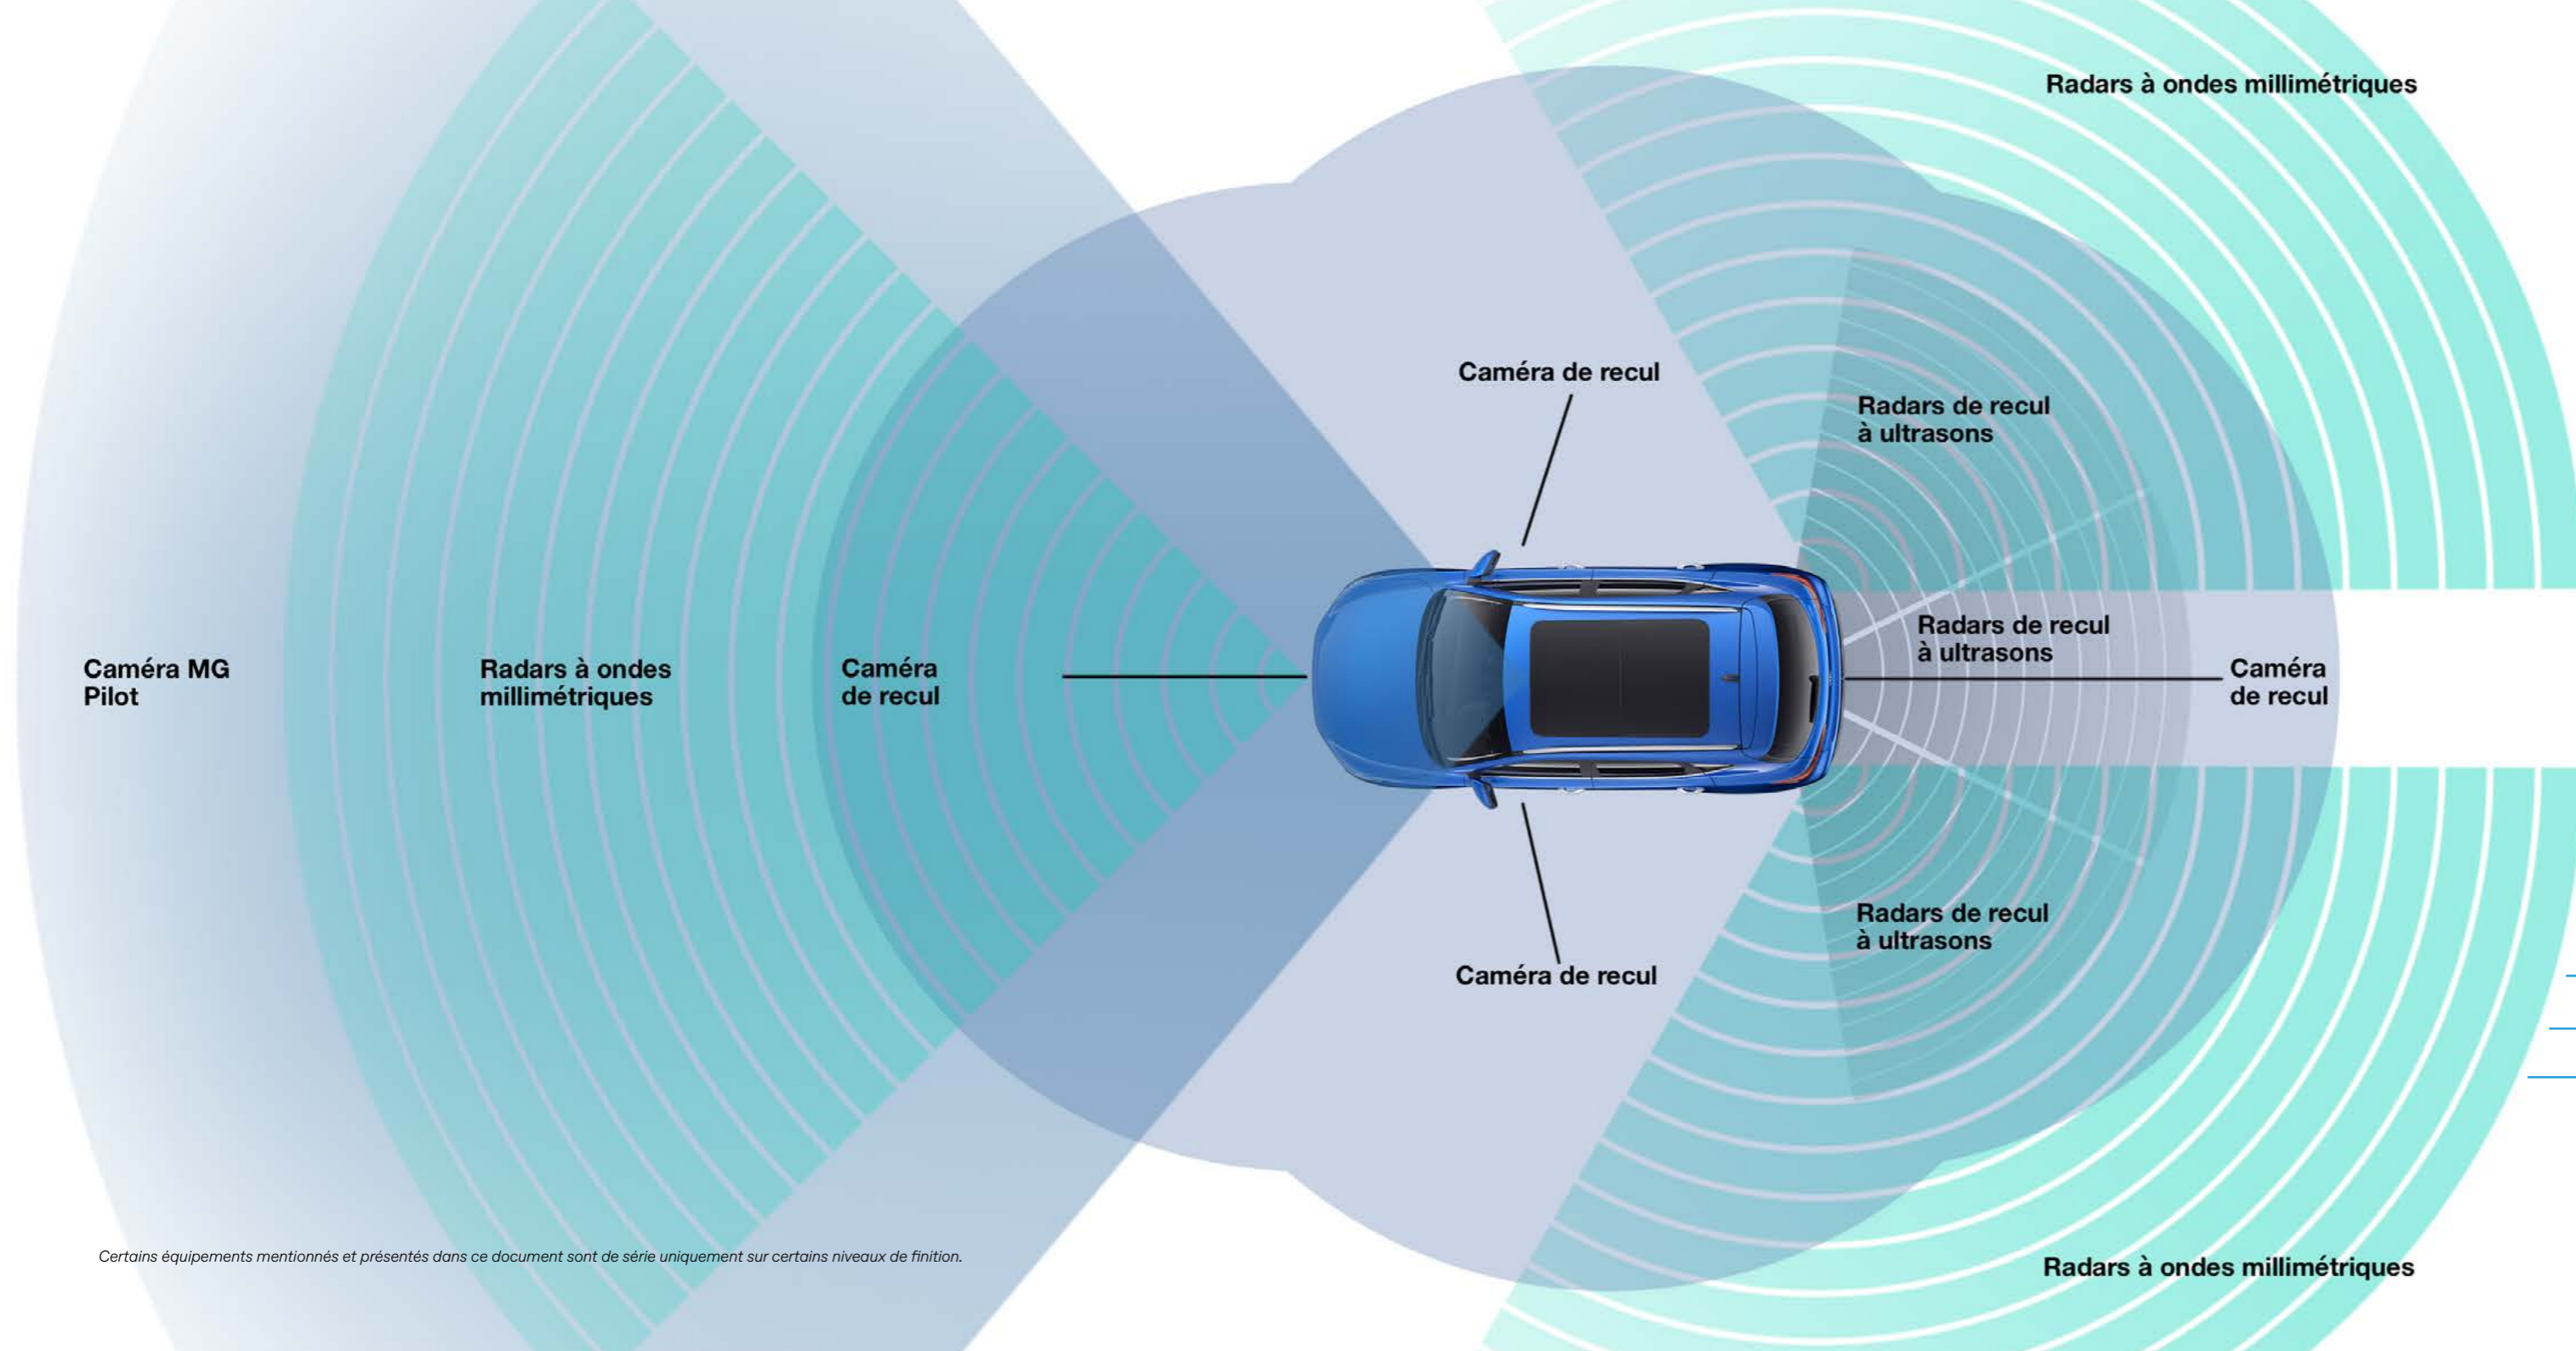 Radars à ondes millimétriques
Caméra de recul
Radars de recul
à ultrasons
Radars de recul
à ultrasons
Caméra MG
Pilot
Radars à ondes
millimétriques
Caméra
de recul
Caméra
de recul
Radars de recul
à ultrasons
Caméra de recul
Certains équipements mentionnés et présentés dans ce document sont de série uniquement sur certains niveaux de finition.
Radars à ondes millimétriques